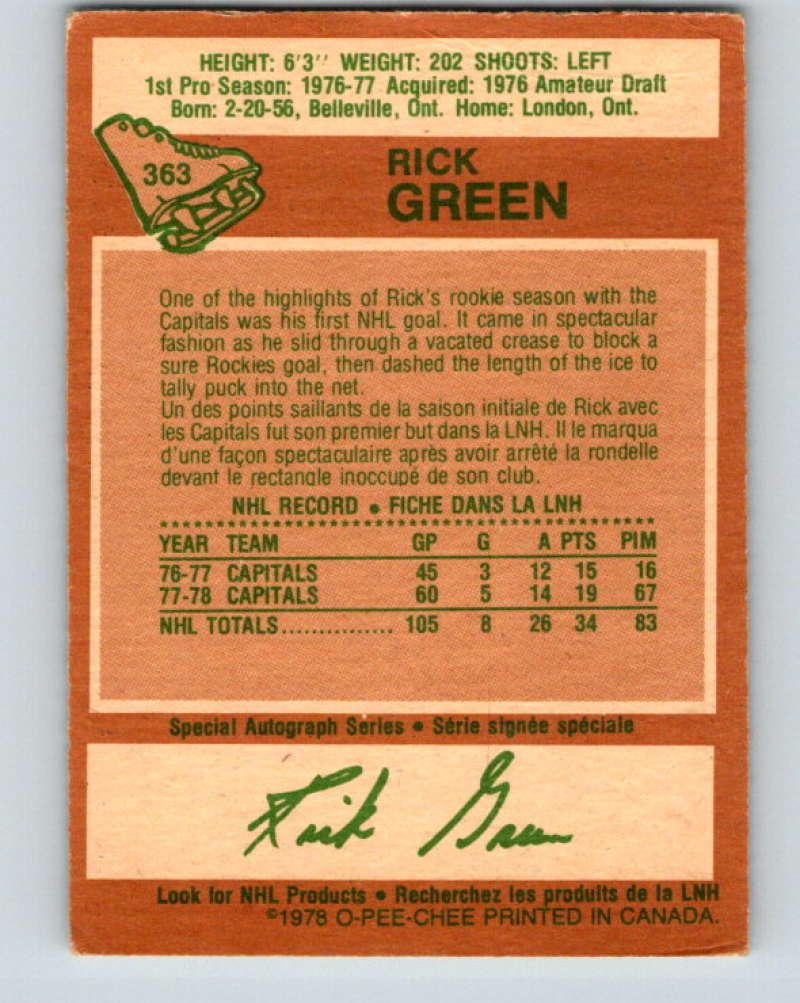 HEIGHT: 6'3'' WEIGHT: 202 SHOOTS: LEFT
1st Pro Season: 1976-77 Acquired: 1976 Amateur Draft
Born: 2-20-56, Belleville, Ont. Home: London, Ont.
363
RICK
GREEN
One of the highlights of Rick's rookie season with the
Capitals was his first NHL goal. It came in spectacular
fashion as he slid through a vacated crease to block a
sure Rockies goal, then dashed the length of the ice to
tally puck into the net.
Un des points saillants de la saison initiale de Rick avec
les Capitals fut son premier but dans la LNH. Il le marqua
d'une façon spectaculaire après avoir arrêté la rondelle
devant le rectangle inoccupé de son club.
NHL RECORD • FICHE DANS LA LNH
YEAR TEAM GP G A PTS PIM
76-77 CAPITALS 45 3 12 15 16
77-78 CAPITALS 60 5 14 19 67
NHL TOTALS............... 105 8 26 34 83
Special Autograph Series • Série signée spéciale
Rick Green
Look for NHL Products • Recherchez les produits de la LNH
©1978 O-PEE-CHEE PRINTED IN CANADA.